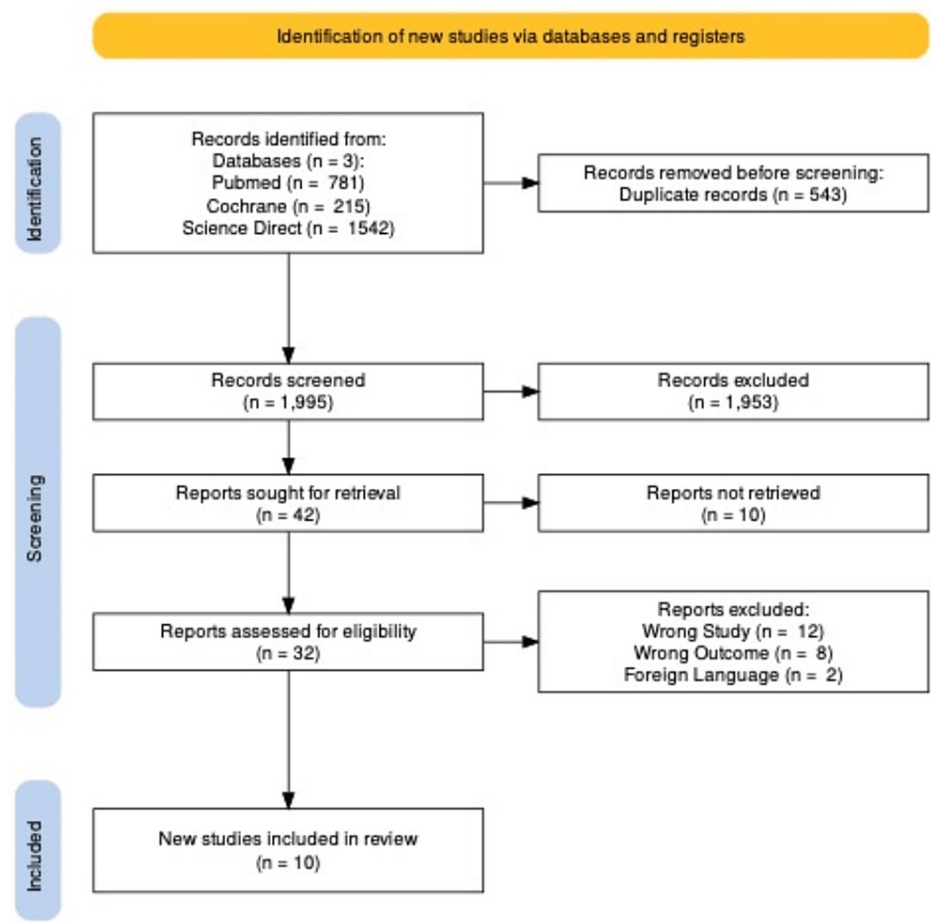 Identification of new studies via databases and registers
Identification
Records identified from:
Databases (n = 3):
Pubmed (n = 781)
Cochrane (n = 215)
Science Direct (n = 1542)
Records removed before screening:
Duplicate records (n = 543)
Screening
Records screened
(n = 1,995)
Records excluded
(n = 1,953)
Reports sought for retrieval
(n = 42)
Reports not retrieved
(n = 10)
Reports assessed for eligibility
(n = 32)
Reports excluded:
Wrong Study (n = 12)
Wrong Outcome (n = 8)
Foreign Language (n = 2)
Included
New studies included in review
(n = 10)